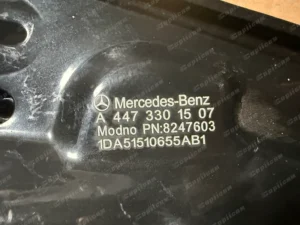 Mercedes-Benz
A 447 330 15 07
Modno PN:8247603
1DA51510655AB1